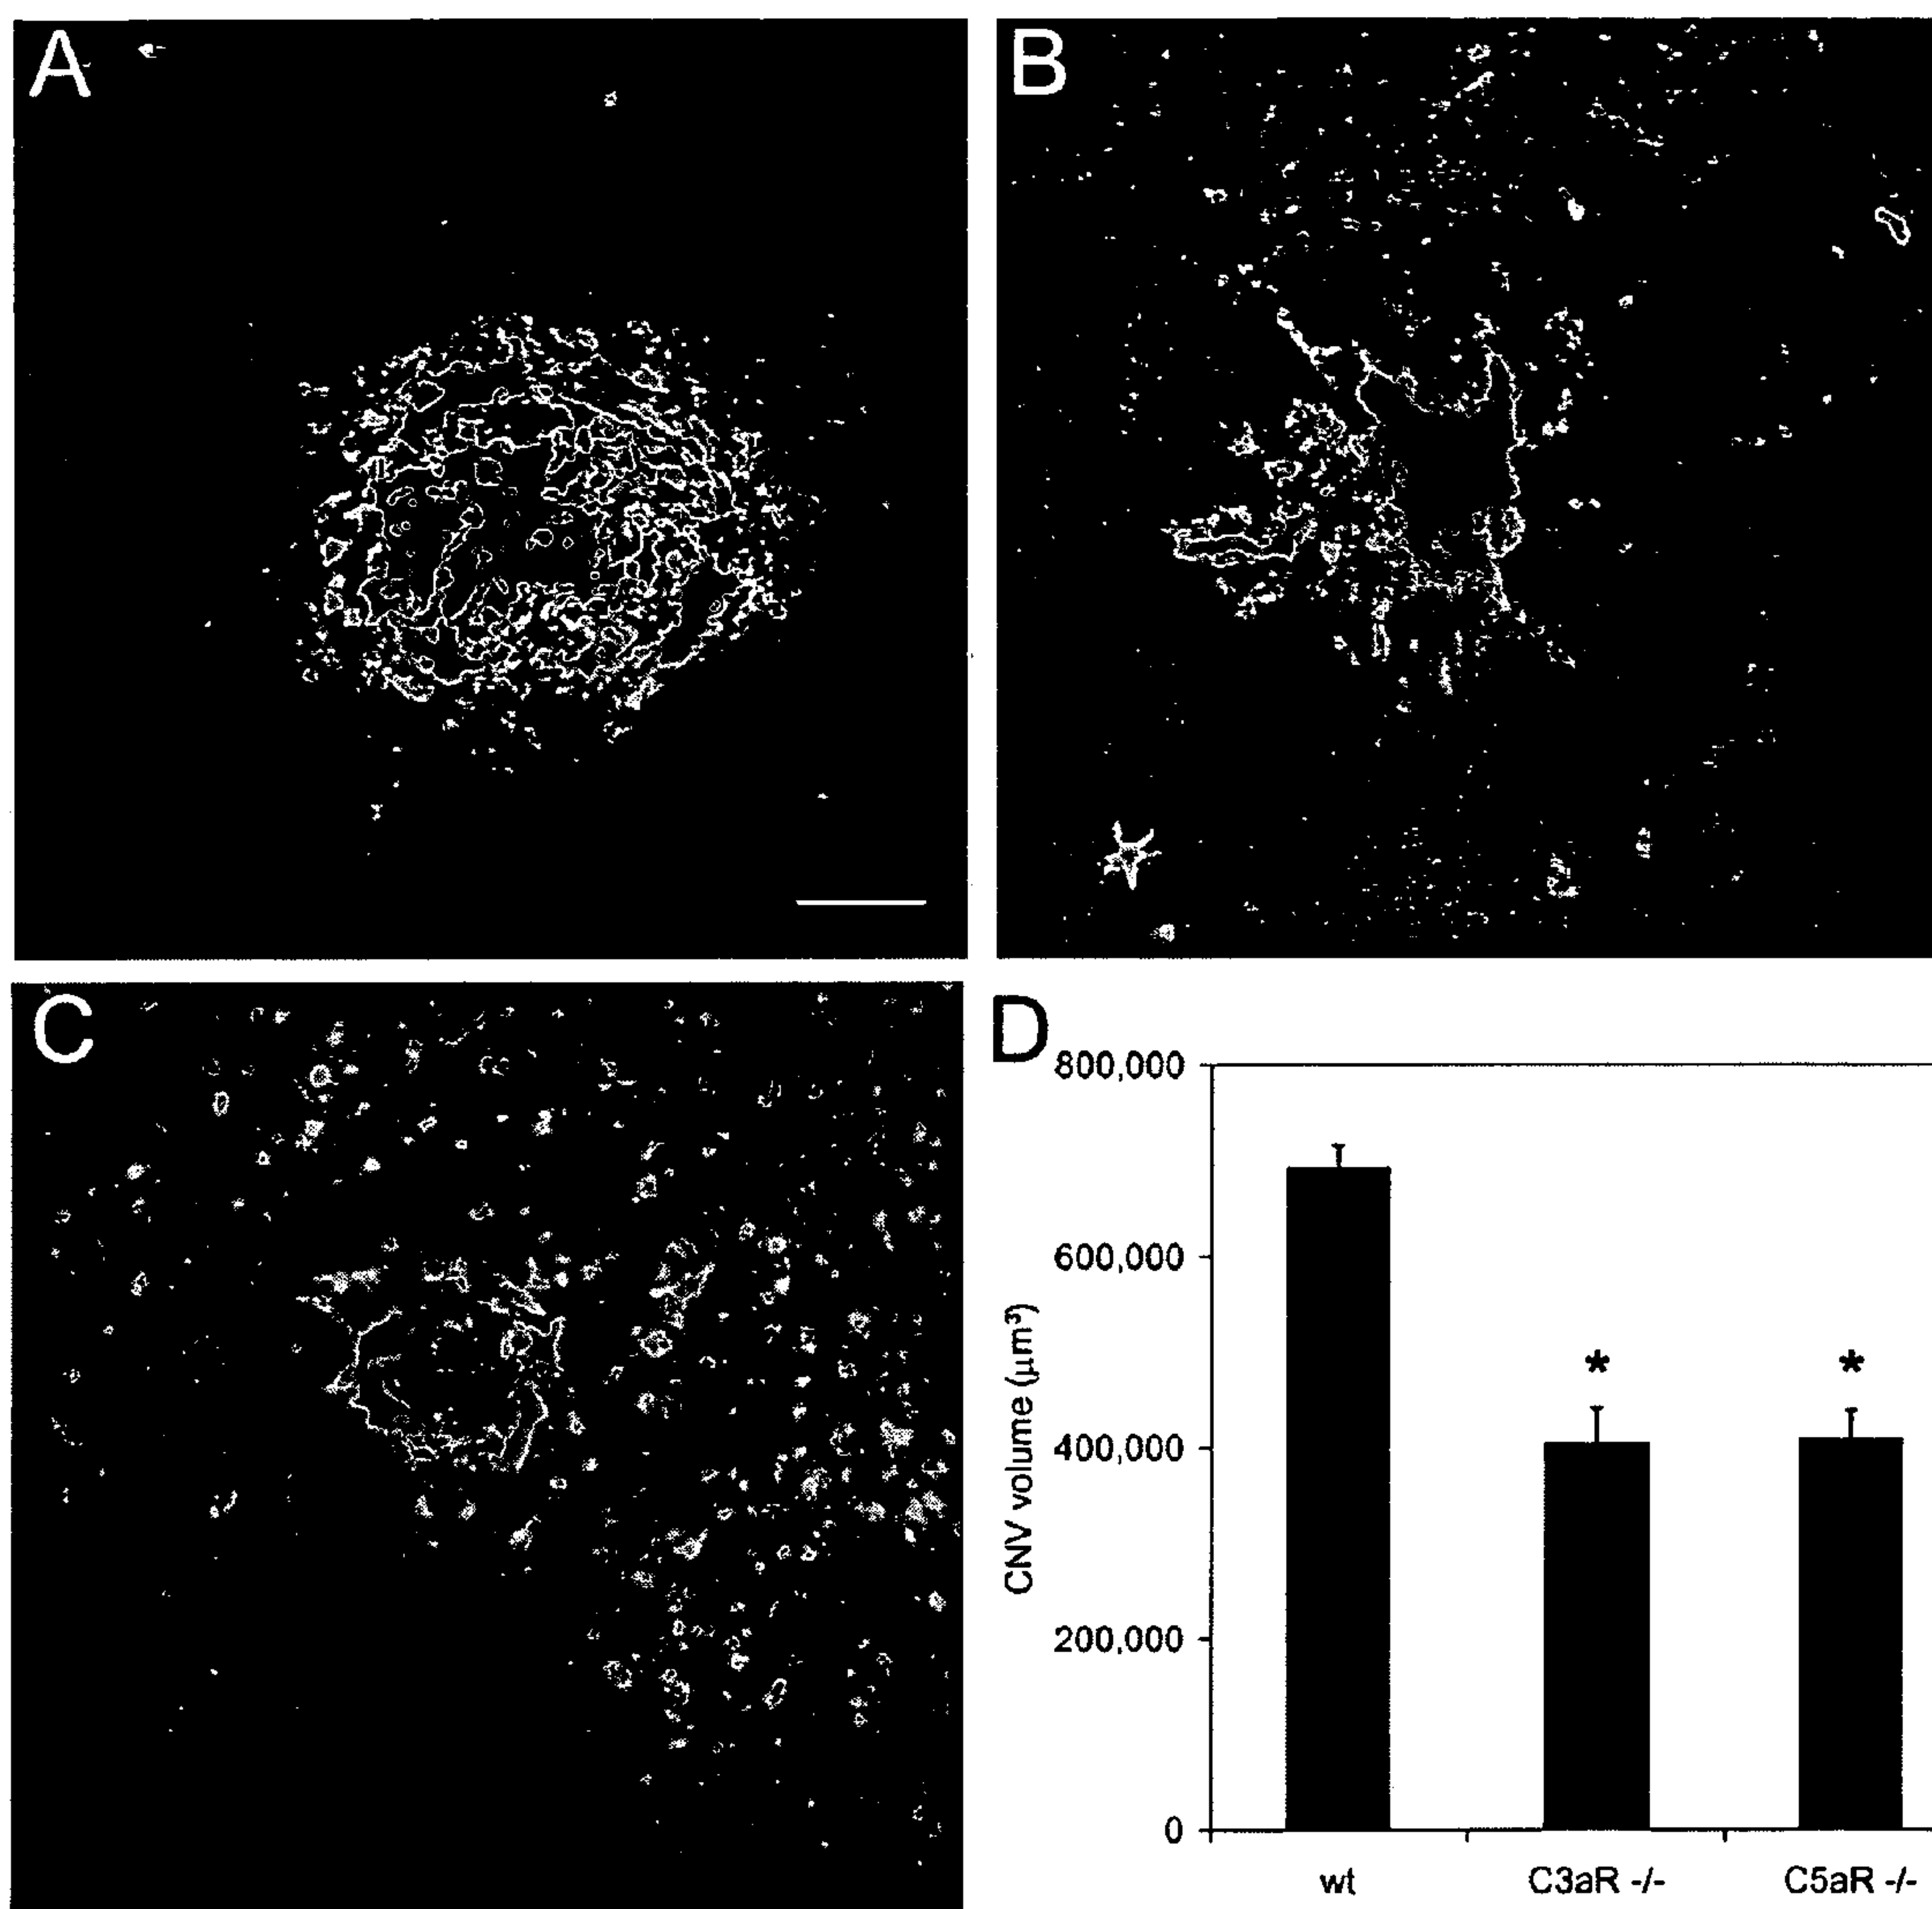 A
B
C
D
800,000
600,000
400,000
200,000
0
CNV volume (µm³)
*
*
wt
C3aR -/-
C5aR -/-